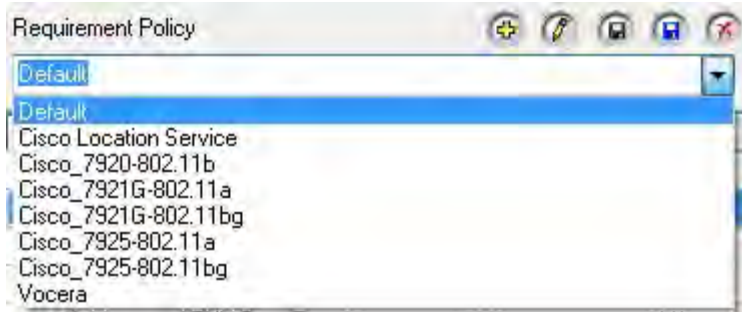 Requirement Policy
Default
Default
Cisco Location Service
Cisco_7920-802.11b
Cisco_7921G-802.11a
Cisco_7921G-802.11bg
Cisco_7925-802.11a
Cisco_7925-802.11bg
Vocera